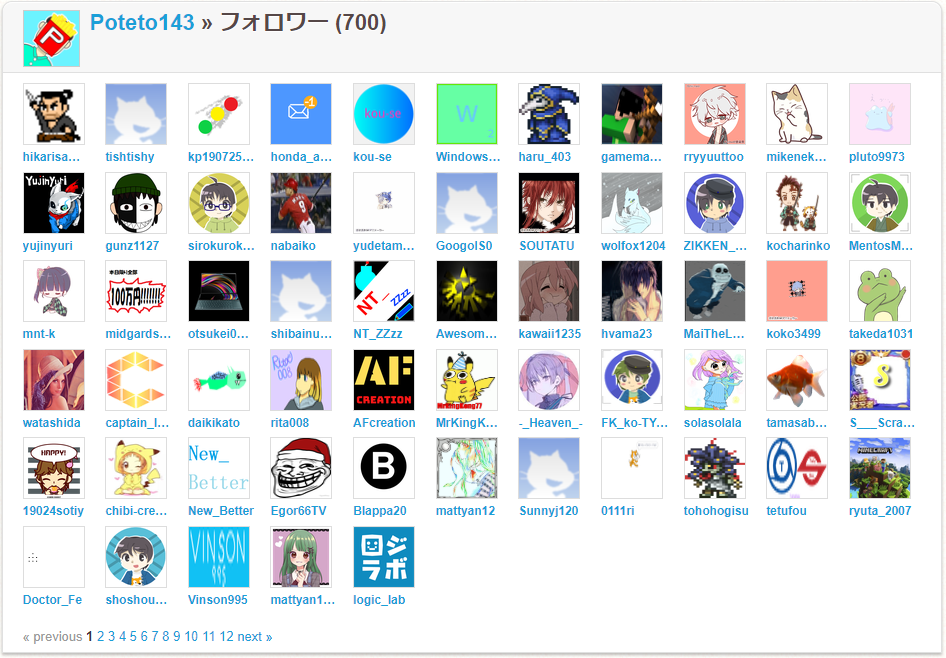 Poteto143 » フォロワー (700)
hikarisa... tishtishy kp190725... honda_a... kou-se Windows... haru_403 gamema... rryyuuttoo mikenek... pluto9973
yujinyuri gunz1127 sirokurok... nabaiko yudetam... GoogolS0 SOUTATU wolfox1204 ZIKKEN_... kocharinko MentosM...
mnt-k midgards... otsukei0... shibainu... NT_ZZzz Awesom... kawaii1235 hvama23 MaiTheL... koko3499 takeda1031
watashida captain_I... daikikato rita008 AFcreation MrKingK... -_Heaven_- FK_ko-TY... solasolala tamasab... S___Scra...
19024sotiy chibi-cre... New_Better Egor66TV Blappa20 mattyan12 Sunnyj120 0111ri tohohogisu tetufou ryuta_2007
Doctor_Fe shoshou... Vinson995 mattyan1... logic_lab
« previous 1 2 3 4 5 6 7 8 9 10 11 12 next »